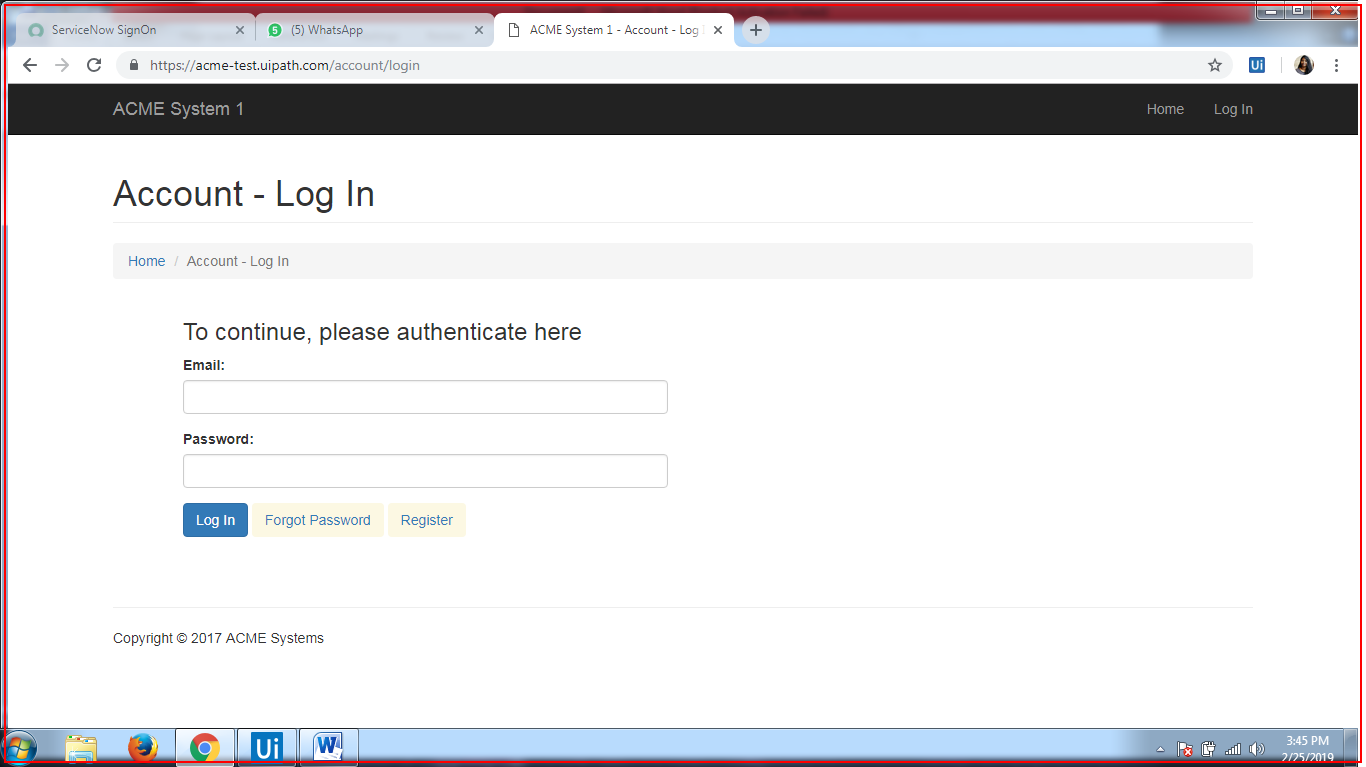 ServiceNow SignOn
(5) WhatsApp
ACME System 1 - Account - Log
https://acme-test.uipath.com/account/login
Ui
ACME System 1
Home
Log In
Account - Log In
Home / Account - Log In
To continue, please authenticate here
Email:
Password:
Log In
Forgot Password
Register
Copyright © 2017 ACME Systems
Ui
W
3:45 PM
2/25/2019